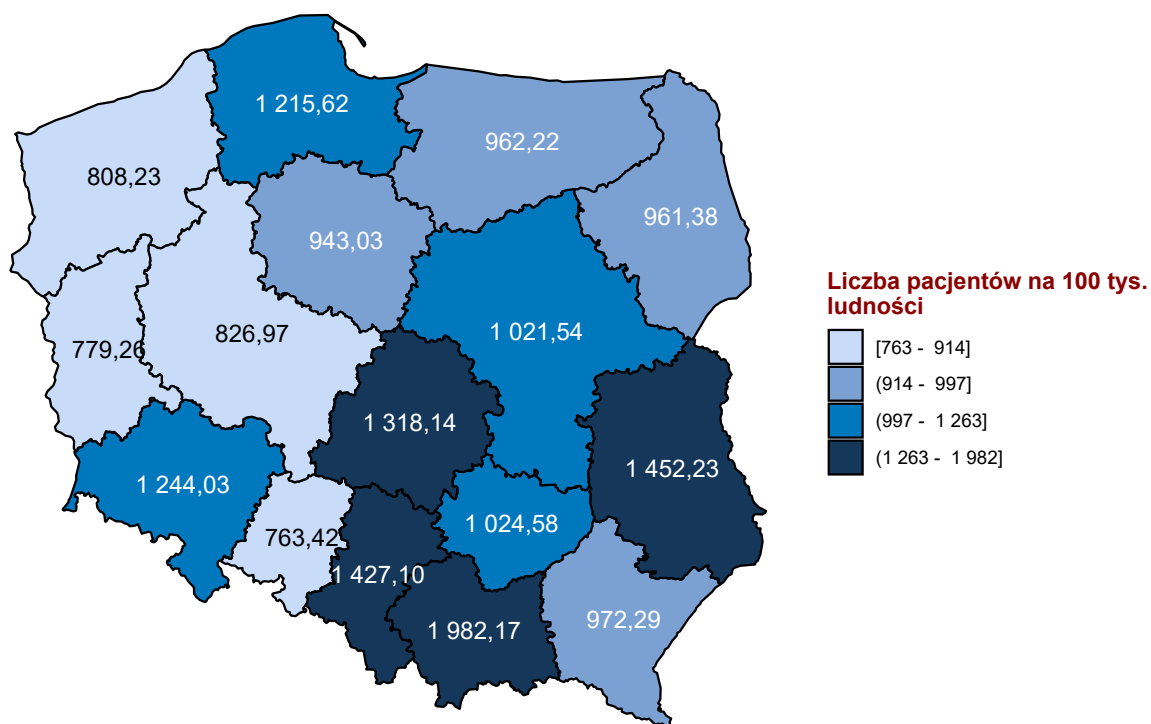 1 215,62
962,22
808,23
961,38
943,03
1 021,54
826,97
779,26
1 318,14
1 452,23
1 244,03
1 024,58
763,42
1 427,10
972,29
1 982,17
Liczba pacjentów na 100 tys.
ludności
[763 - 914]
(914 - 997]
(997 - 1 263]
(1 263 - 1 982]